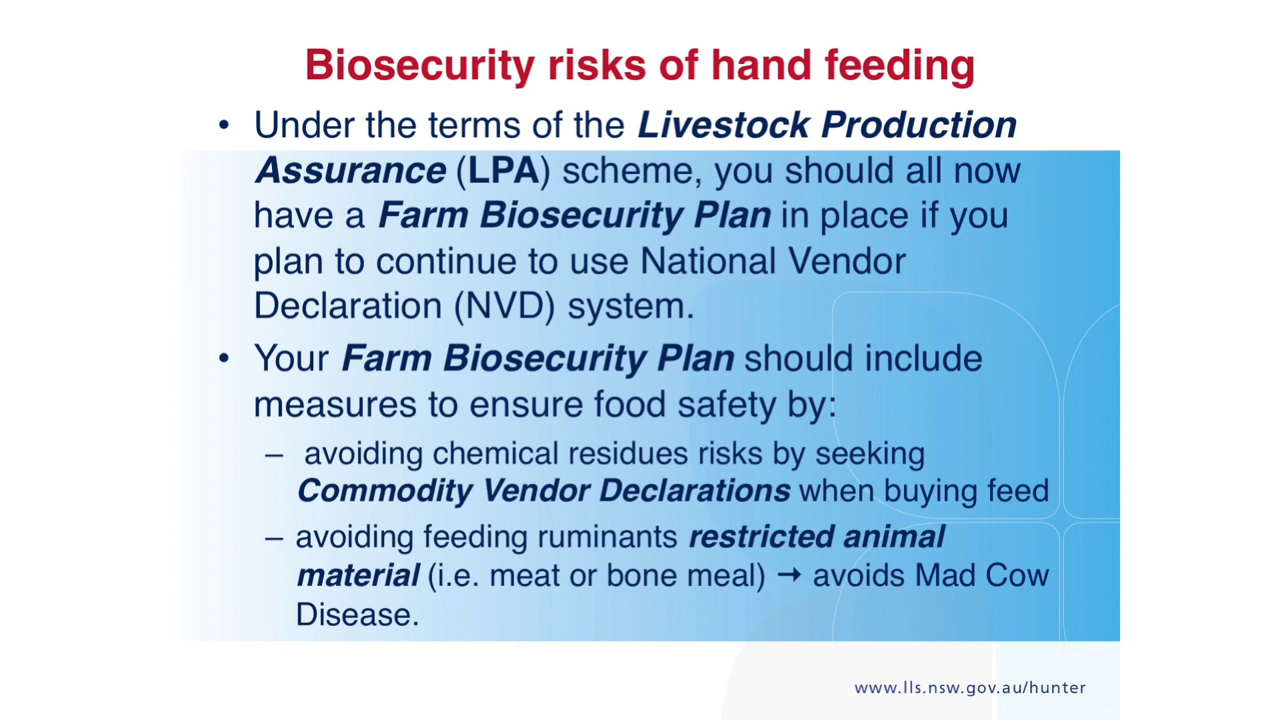 Biosecurity risks of hand feeding
• Under the terms of the Livestock Production
Assurance (LPA) scheme, you should all now
have a Farm Biosecurity Plan in place if you
plan to continue to use National Vendor
Declaration (NVD) system.
• Your Farm Biosecurity Plan should include
measures to ensure food safety by:
– avoiding chemical residues risks by seeking
Commodity Vendor Declarations when buying feed
– avoiding feeding ruminants restricted animal
material (i.e. meat or bone meal) → avoids Mad Cow
Disease.
www.lls.nsw.gov.au/hunter